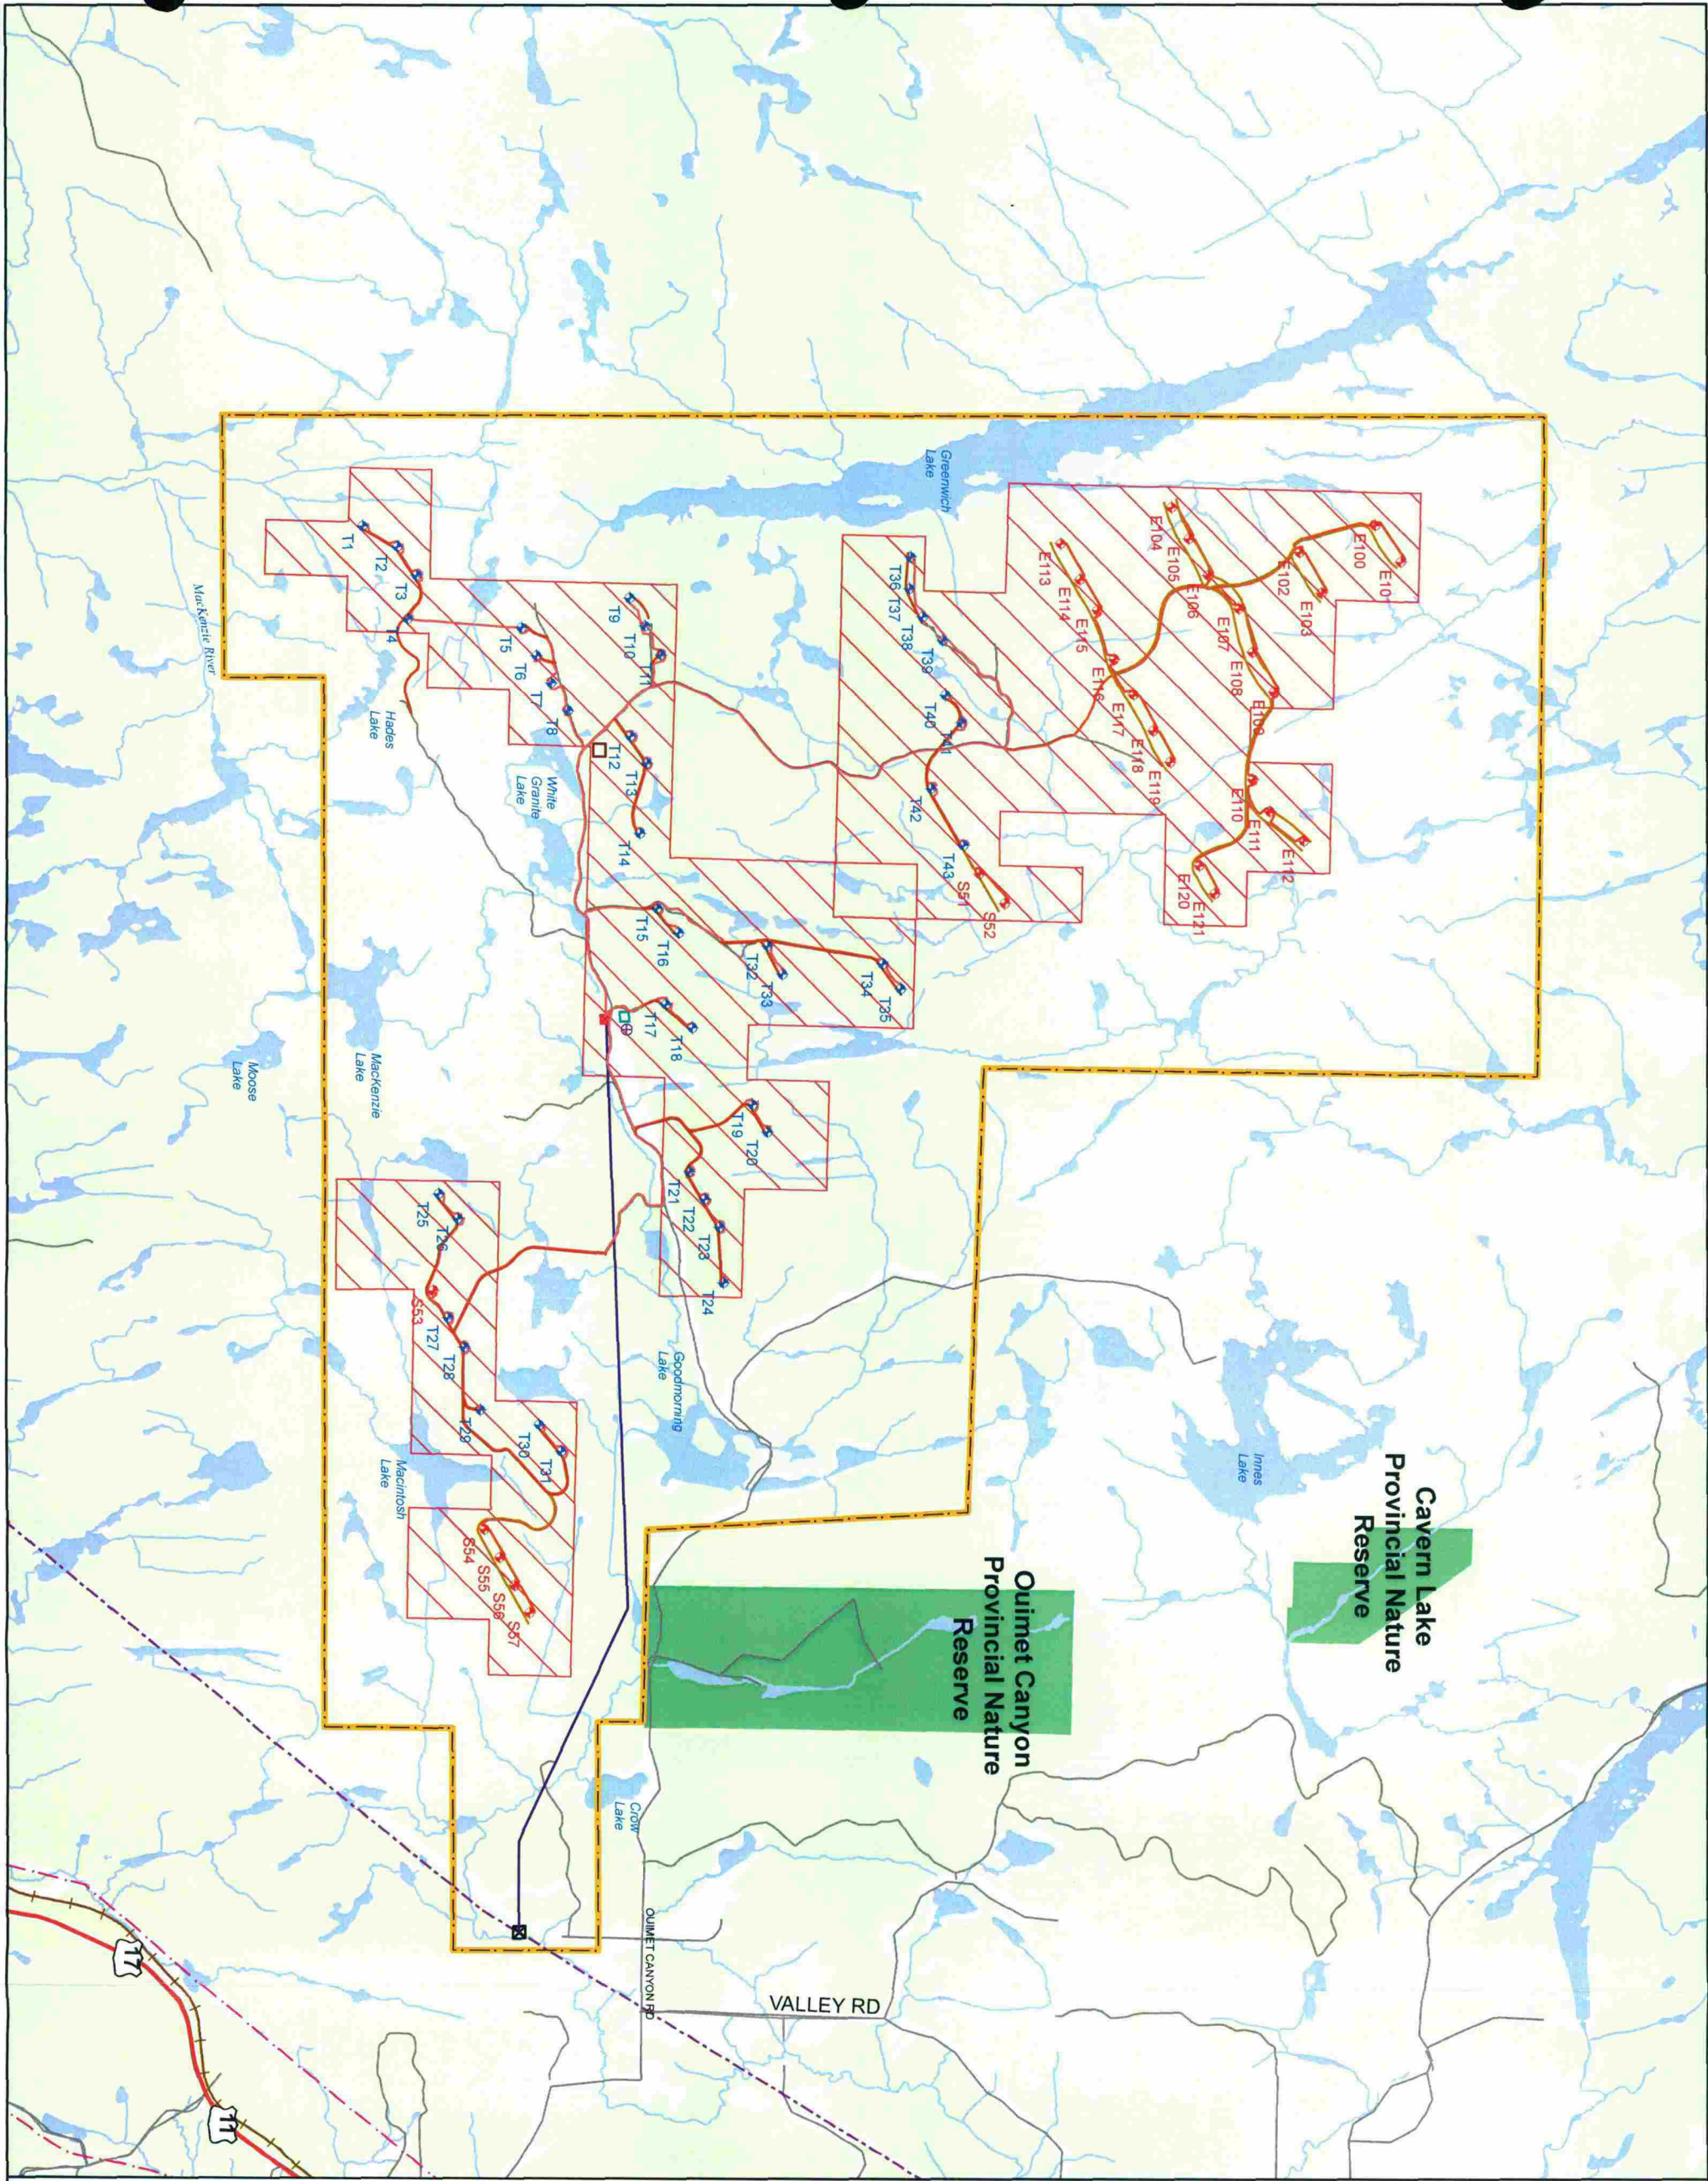 Cavern Lake
Provincial Nature
Reserve
Ouimet Canyon
Provincial Nature
Reserve
Innes
Lake
Greenwich
Lake
Goodmorning
Lake
Crow
Lake
White
Granite
Lake
Hades
Lake
MacKenzie River
MacKenzie
Lake
Moose
Lake
Macintosh
Lake
OUIMET CANYON RD
VALLEY RD
17
11
E100
E101
E102
E103
E104
E105
E106
E107
E108
E109
E110
E111
E112
E113
E114
E115
E116
E117
E118
E119
E120
E121
T1
T2
T3
T4
T5
T6
T7
T8
T9
T10
T11
T12
T13
T14
T15
T16
T17
T18
T19
T20
T21
T22
T23
T24
T25
T26
T27
T28
T29
T30
T31
T32
T33
T34
T35
T36
T37
T38
T39
T40
T41
T42
T43
S51
S52
S53
S54
S55
S56
S57